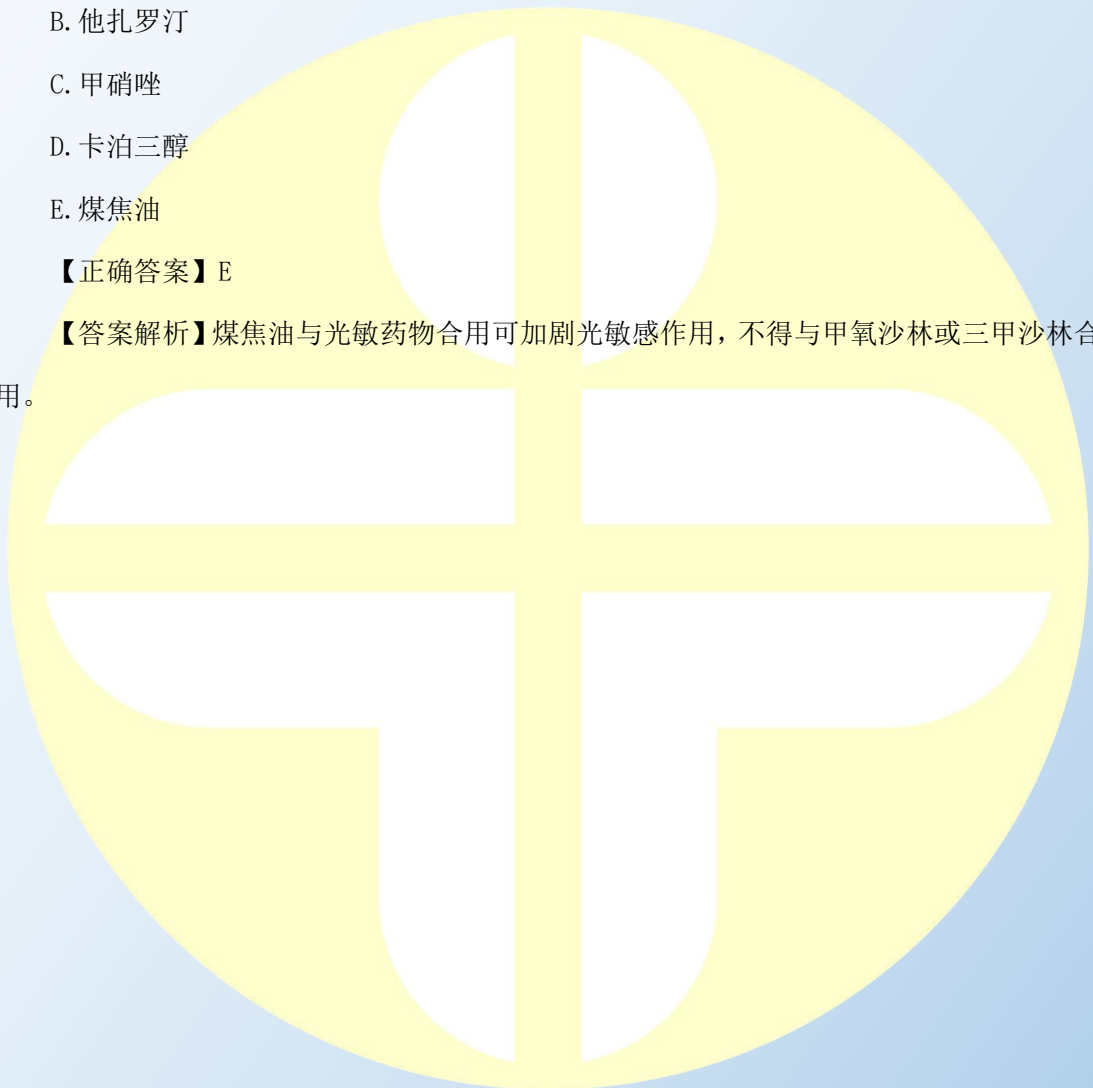 B.他扎罗汀
C.甲硝唑
D.卡泊三醇
E.煤焦油
【正确答案】E
【答案解析】煤焦油与光敏药物合用可加剧光敏感作用，不得与甲氧沙林或三甲沙林合
用。